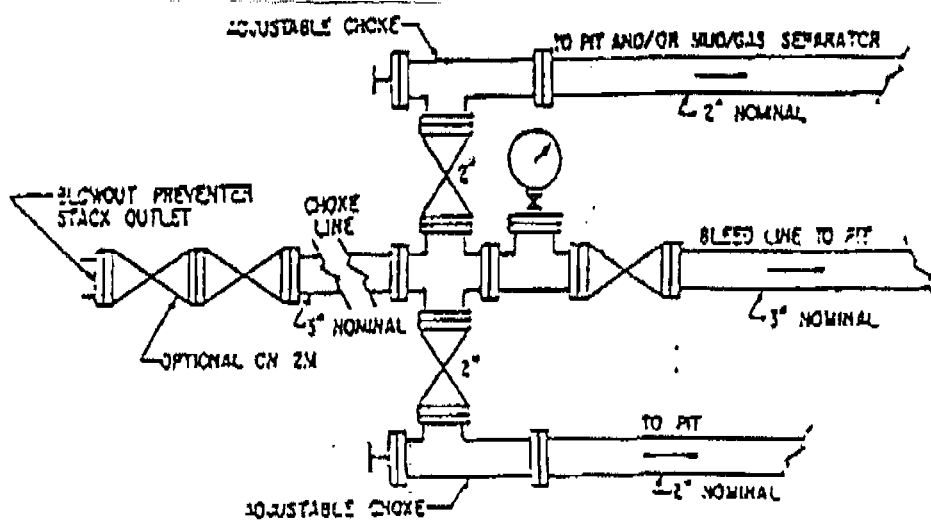 ADJUSTABLE CHOKE
TO PIT AND/OR MUD/GAS SEPARATOR
2" NOMINAL
2"
BLOWOUT PREVENTER
STACK OUTLET
CHOKE
LINE
BLEED LINE TO PIT
3" NOMINAL
3" NOMINAL
OPTIONAL ON 2M
2"
TO PIT
2" NOMINAL
ADJUSTABLE CHOKE